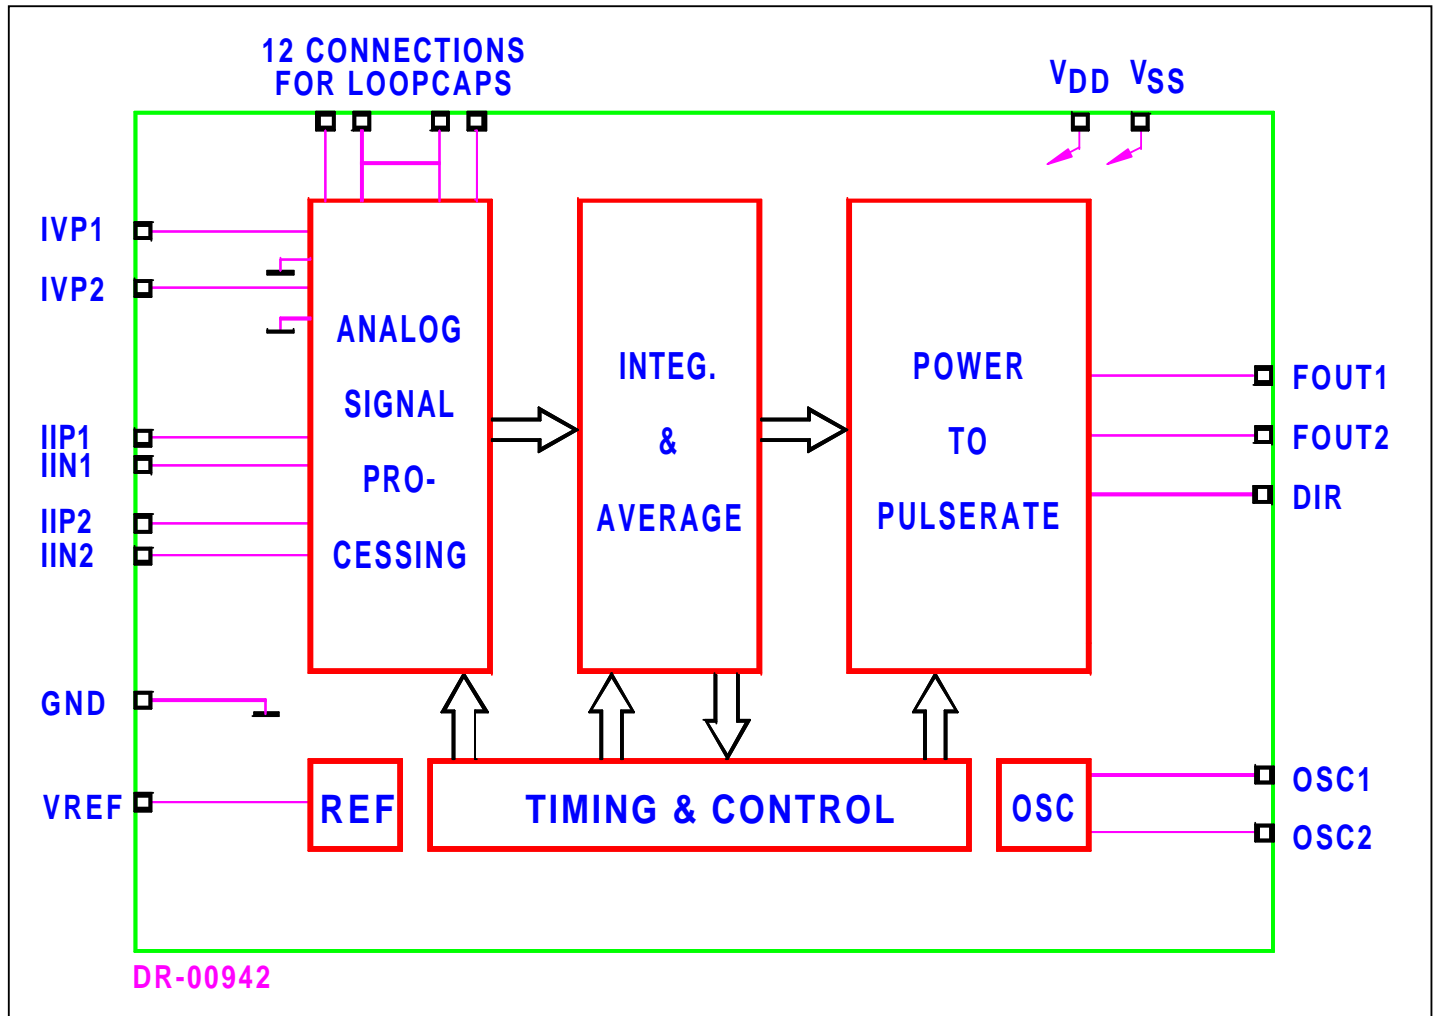 12 CONNECTIONS
FOR LOOPCAPS
VDD VSS
IVP1
IVP2
IIP1
IIN1
IIP2
IIN2
GND
VREF
ANALOG
SIGNAL
PRO-
CESSING
INTEG.
&
AVERAGE
POWER
TO
PULSERATE
FOUT1
FOUT2
DIR
REF
TIMING & CONTROL
OSC
OSC1
OSC2
DR-00942